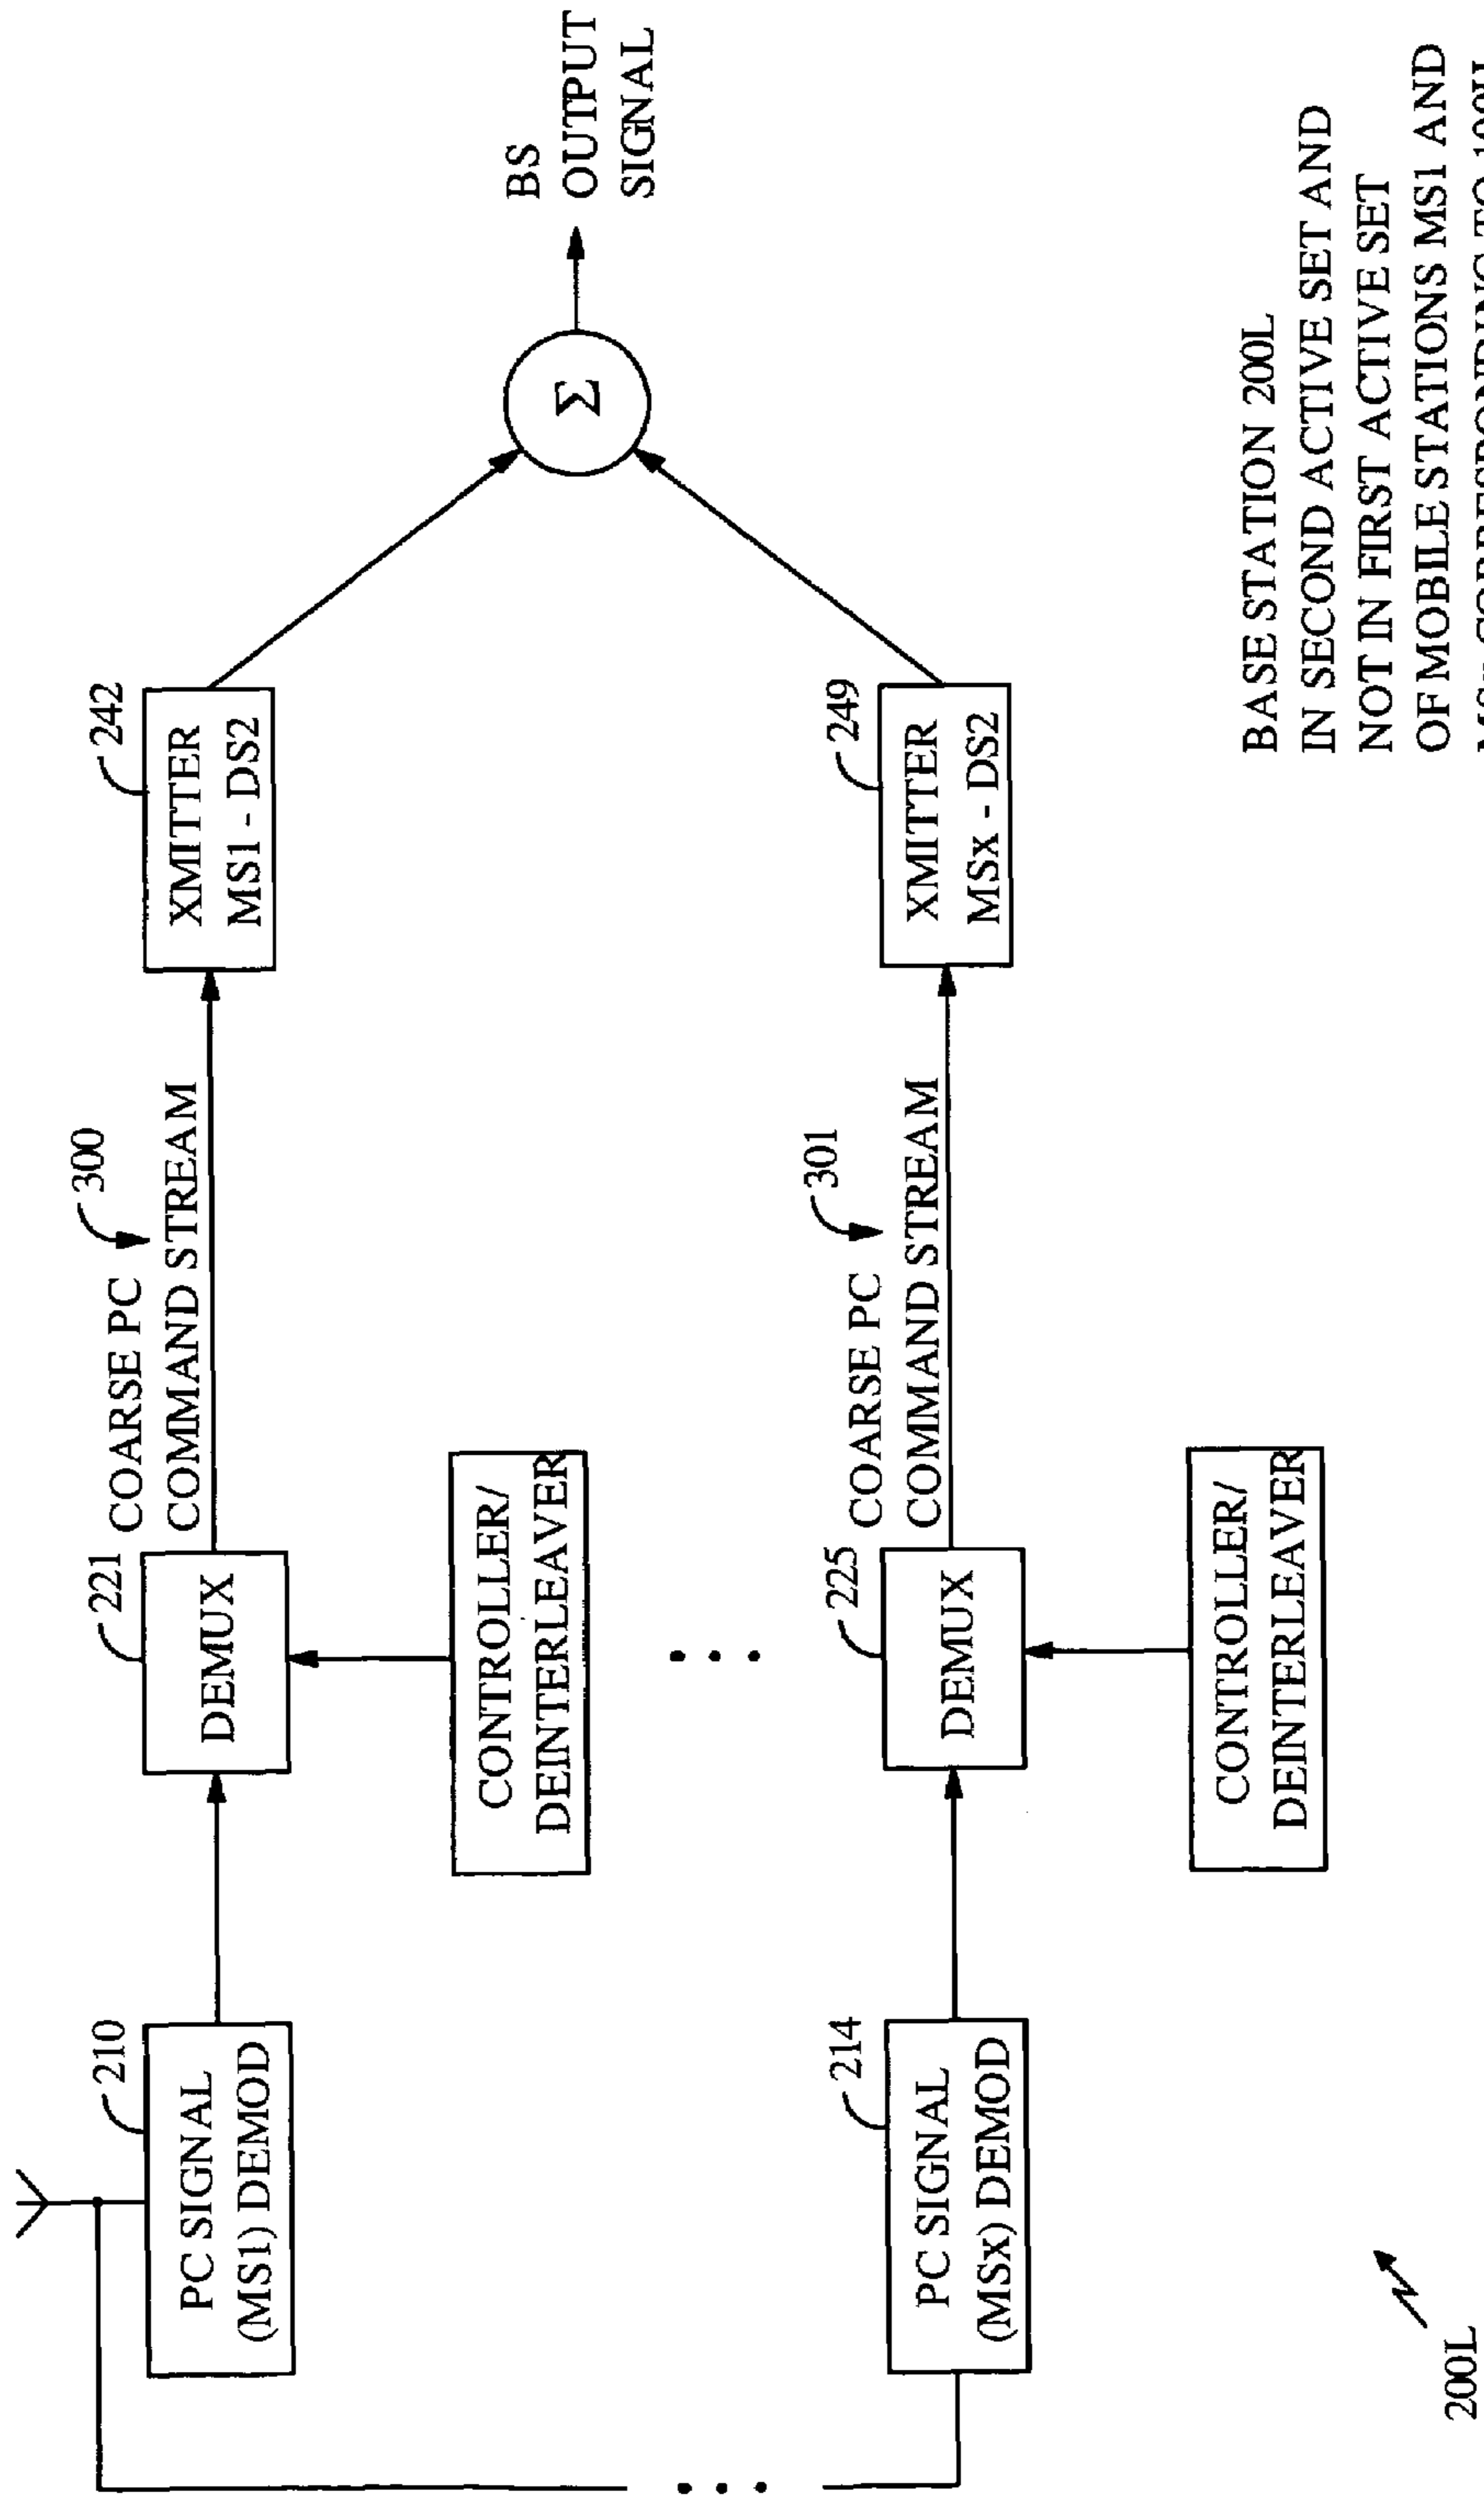 210
PC SIGNAL
(MS1) DEMOD
221
DEMUX
CONTROLLER/
DEINTERLEAVER
300
COARSE PC
COMMAND STREAM
242
XMITTER
MS1 - DS2
Σ
BS
OUTPUT
SIGNAL
214
PC SIGNAL
(MSx) DEMOD
225
DEMUX
CONTROLLER/
DEINTERLEAVER
301
COARSE PC
COMMAND STREAM
249
XMITTER
MSx - DS2
200L
BASE STATION 200L
IN SECOND ACTIVE SET AND
NOT IN FIRST ACTIVE SET
OF MOBILE STATIONS MS1 AND